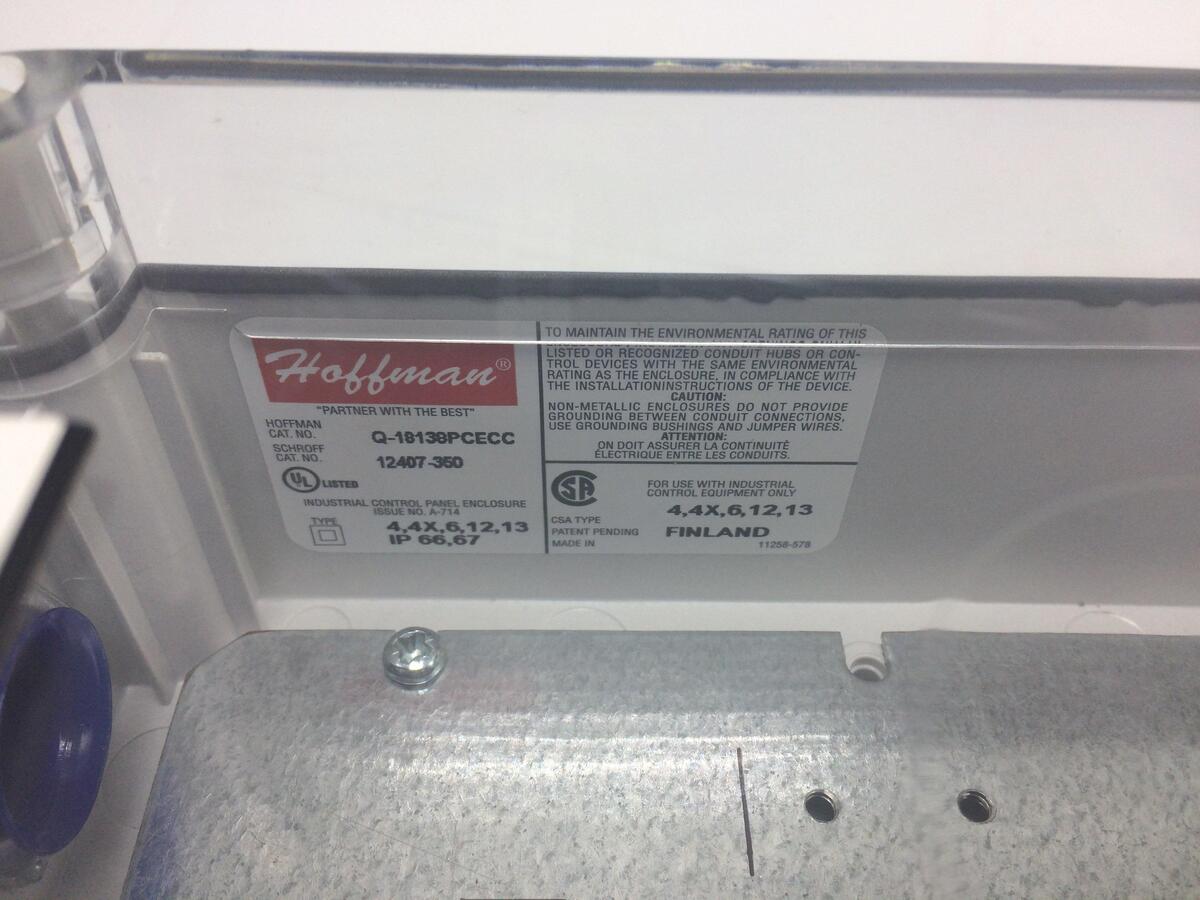 Hoffman®
"PARTNER WITH THE BEST"
HOFFMAN
CAT. NO.
Q-18138PCECC
SCHROFF
CAT. NO.
12407-350
UL LISTED
INDUSTRIAL CONTROL PANEL ENCLOSURE
ISSUE NO. A-714
TYPE
4,4X,6,12,13
IP 66,67
TO MAINTAIN THE ENVIRONMENTAL RATING OF THIS
LISTED OR RECOGNIZED CONDUIT HUBS OR CON-
TROL DEVICES WITH THE SAME ENVIRONMENTAL
RATING AS THE ENCLOSURE, IN COMPLIANCE WITH
THE INSTALLATIONINSTRUCTIONS OF THE DEVICE.
CAUTION:
NON-METALLIC ENCLOSURES DO NOT PROVIDE
GROUNDING BETWEEN CONDUIT CONNECTIONS,
USE GROUNDING BUSHINGS AND JUMPER WIRES.
ATTENTION:
ON DOIT ASSURER LA CONTINUITÈ
ÉLECTRIQUE ENTRE LES CONDUITS.
SA
FOR USE WITH INDUSTRIAL
CONTROL EQUIPMENT ONLY
CSA TYPE
4,4X,6,12,13
PATENT PENDING
MADE IN
FINLAND
11258-578